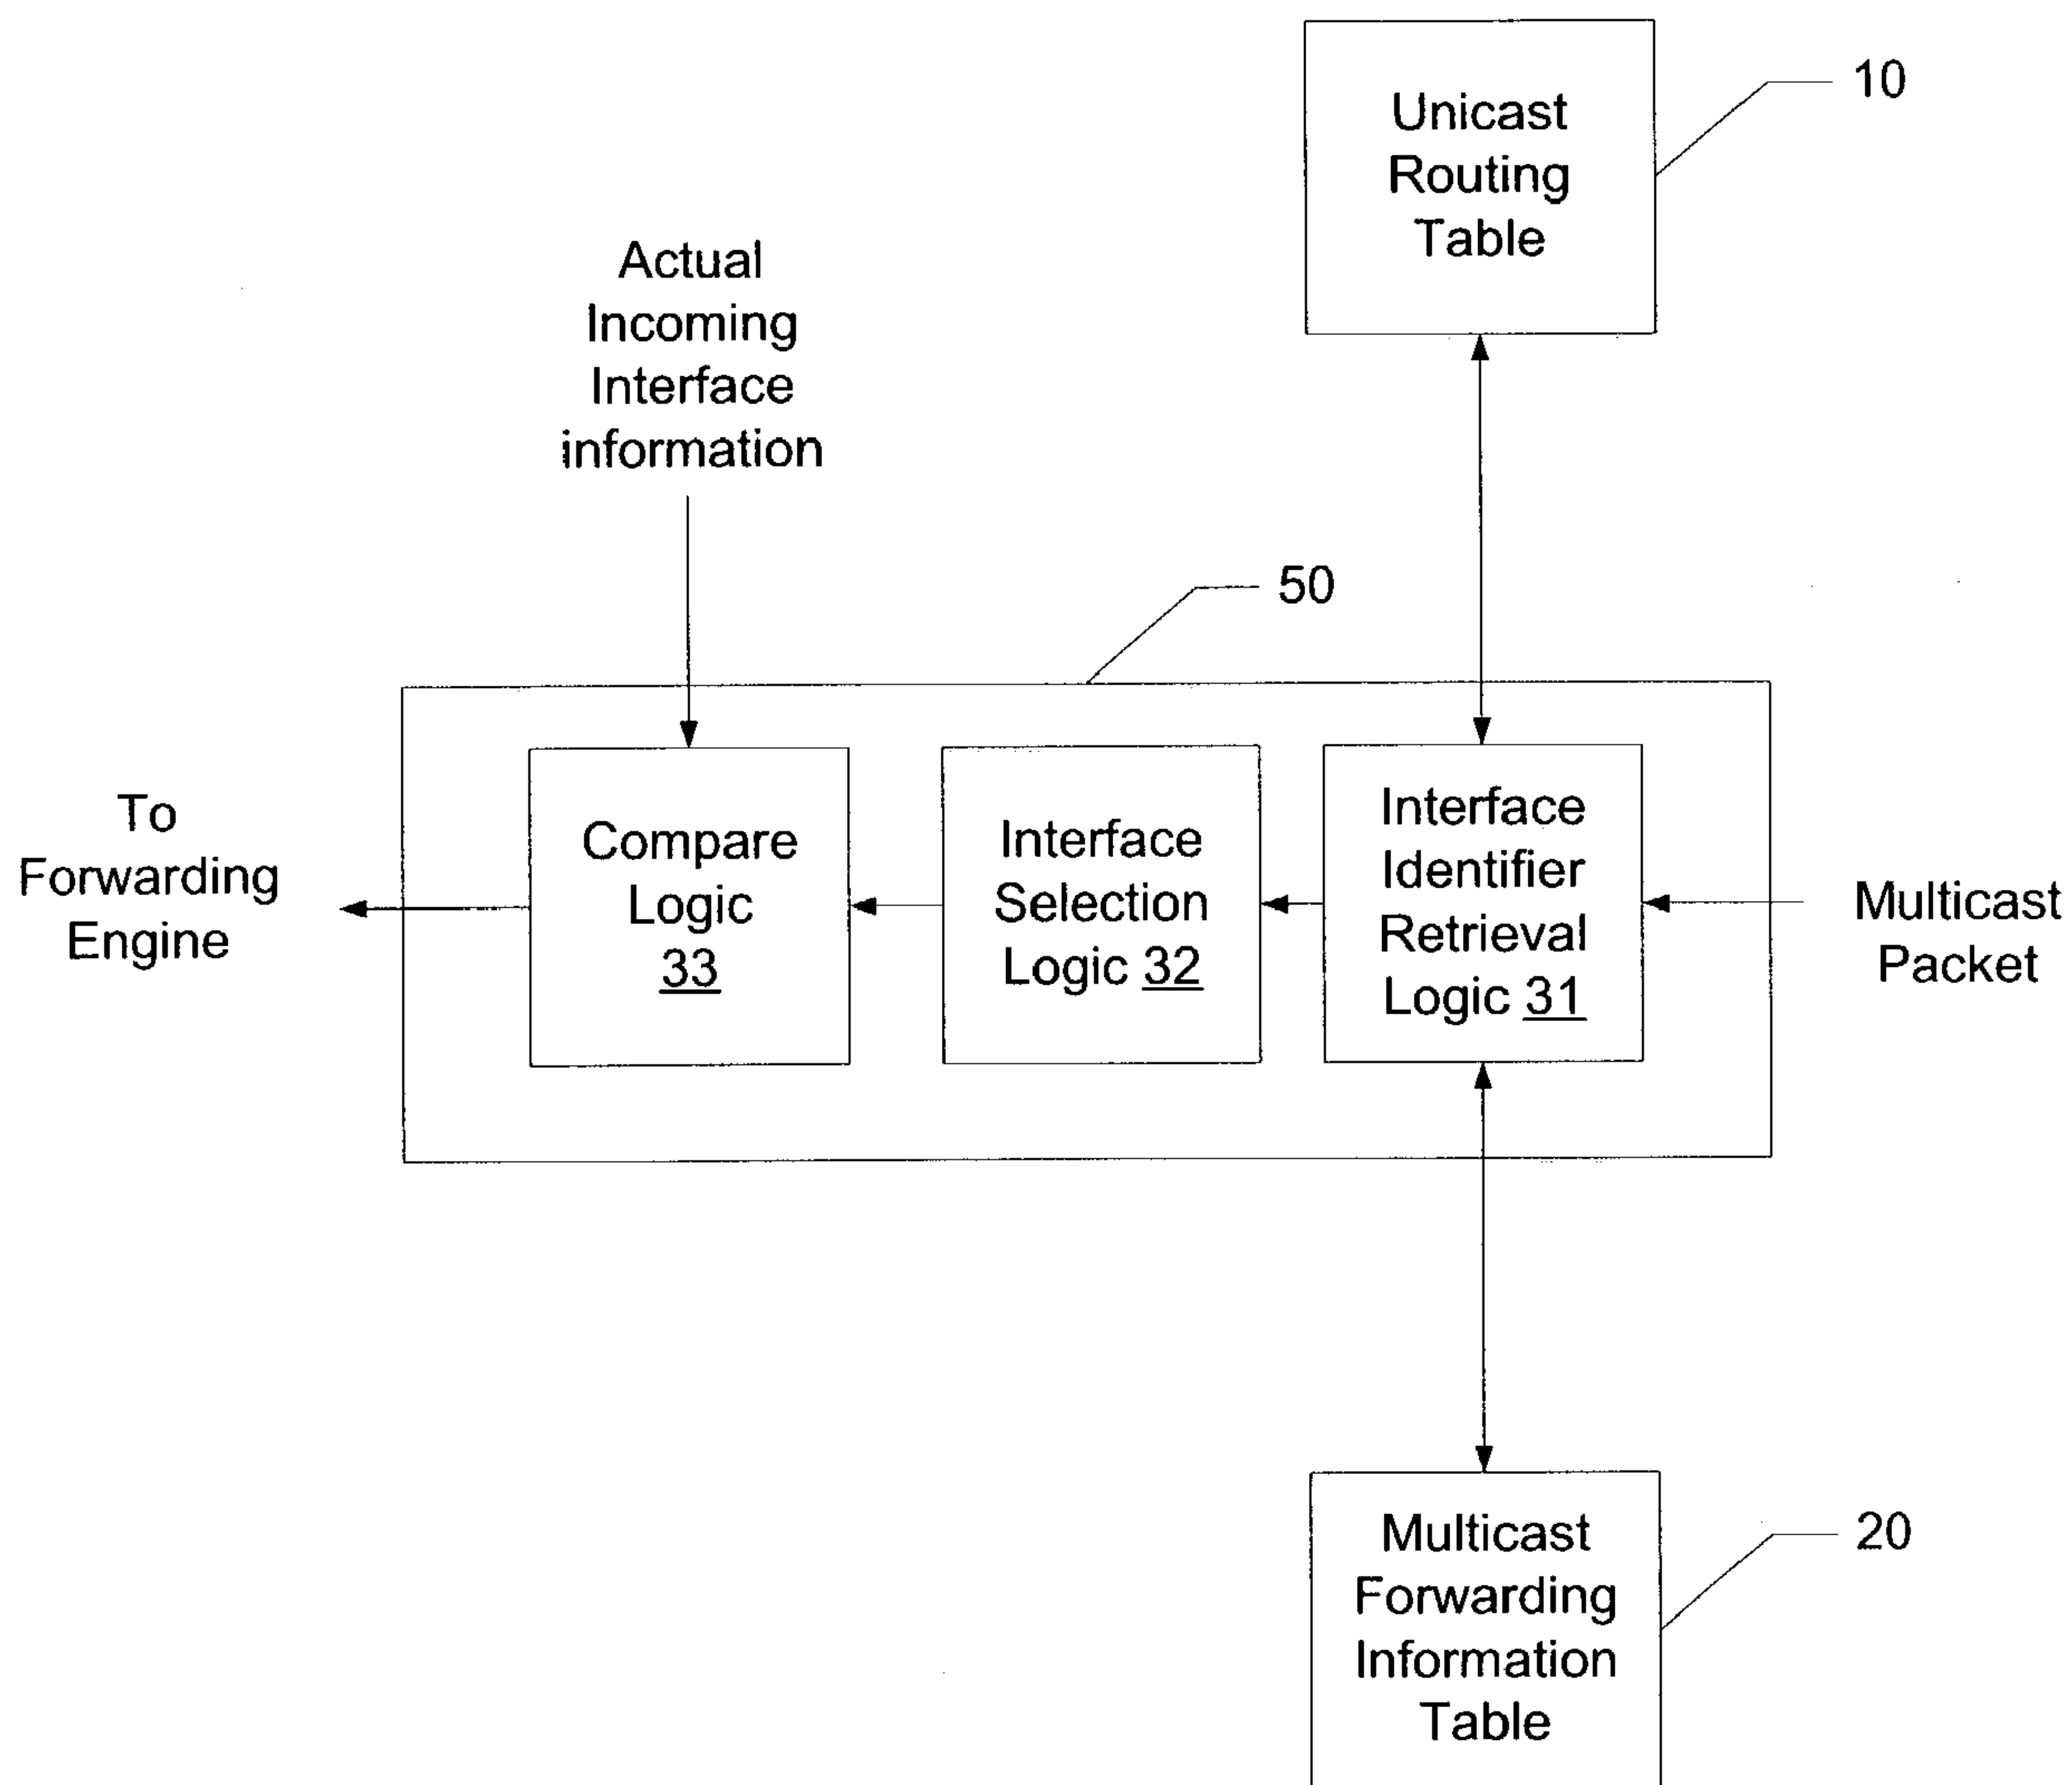 10
Unicast
Routing
Table
Actual
Incoming
Interface
information
50
To
Forwarding
Engine
Compare
Logic
33
Interface
Selection
Logic 32
Interface
Identifier
Retrieval
Logic 31
Multicast
Packet
Multicast
Forwarding
Information
Table
20